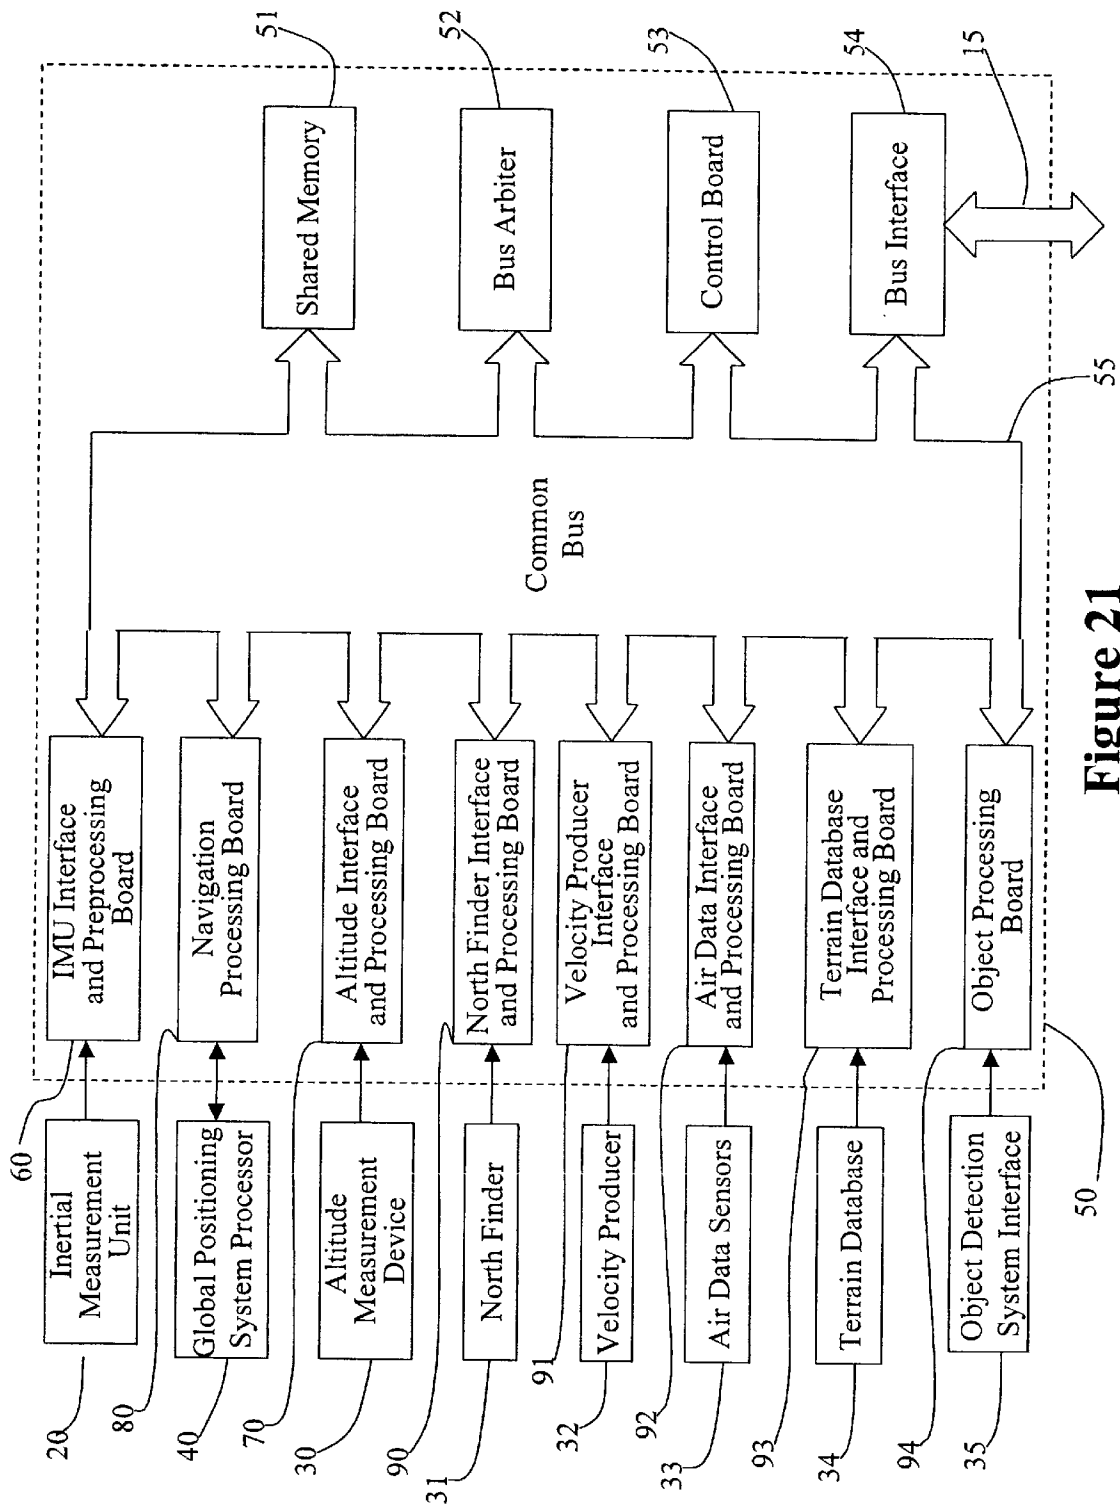 20
Inertial
Measurement
Unit
60
IMU Interface
and Preprocessing
Board
40
Global Positioning
System Processor
80
Navigation
Processing Board
30
Altitude
Measurement
Device
70
Altitude Interface
and Processing Board
31
North Finder
90
North Finder Interface
and Processing Board
32
Velocity Producer
91
Velocity Producer
Interface
and Processing Board
33
Air Data Sensors
92
Air Data Interface
and Processing Board
34
Terrain Database
93
Terrain Database
Interface and
Processing Board
35
Object Detection
System Interface
94
Object Processing
Board
50
Common
Bus
55
Shared Memory
51
Bus Arbiter
52
Control Board
53
Bus Interface
54
15
Figure 21